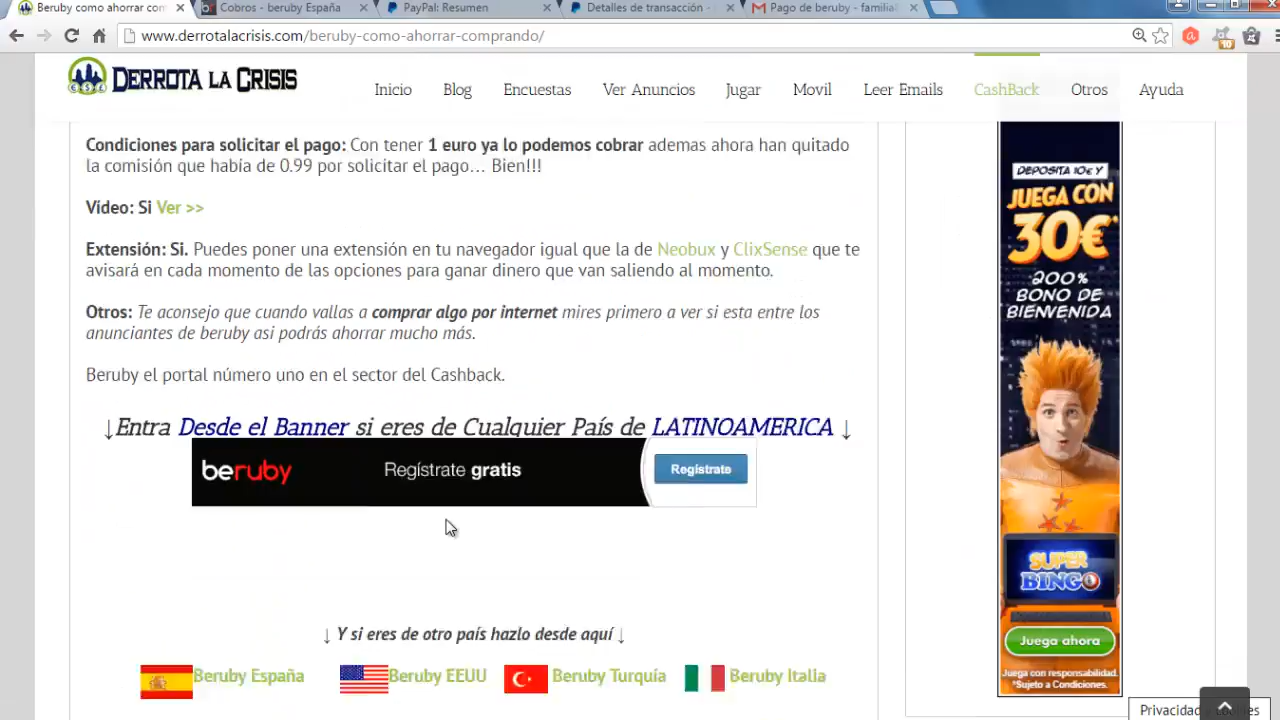 Beruby como ahorrar com
Cobros - beruby España
PayPal: Resumen
Detalles de transacción -
Pago de beruby - familia
www.derrotalacrisis.com/beruby-como-ahorrar-comprando/
10
DERROTA LA CRISIS
Inicio
Blog
Encuestas
Ver Anuncios
Jugar
Movil
Leer Emails
CashBack
Otros
Ayuda
Condiciones para solicitar el pago: Con tener 1 euro ya lo podemos cobrar ademas ahora han quitado
la comisión que había de 0.99 por solicitar el pago... Bien!!!
Video: Si Ver >>
Extensión: Si. Puedes poner una extensión en tu navegador igual que la de Neobux y ClixSense que te
avisará en cada momento de las opciones para ganar dinero que van saliendo al momento.
Otros: Te aconsejo que cuando vallas a comprar algo por internet mires primero a ver si esta entre los
anunciantes de beruby asi podrás ahorrar mucho más.
Beruby el portal número uno en el sector del Cashback.
↓Entra Desde el Banner si eres de Cualquier País de LATINOAMERICA ↓
beruby Regístrate gratis Regístrate
↓ Y si eres de otro país hazlo desde aquí ↓
Beruby España
Beruby EEUU
Beruby Turquía
Beruby Italia
DEPOSITA 10€ Y
JUEGA CON
30€*
200%
BONO DE
BIENVENIDA
SUPER
BINGO
Juega ahora
Juega con responsabilidad.
*Sujeto a Condiciones.
Privacidad y Cookies